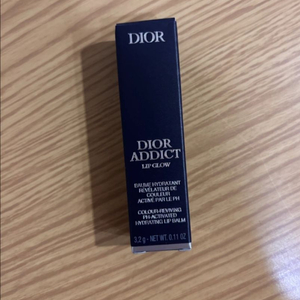 DIOR
DIOR
ADDICT
LIP GLOW
BAUME HYDRATANT
RÉVÉLATEUR DE
COULEUR
ACTIVÉ PAR LE PH
COLOUR-REVIVING
PH-ACTIVATED
HYDRATING LIP BALM
3,2 g - NET WT. 0.11 OZ